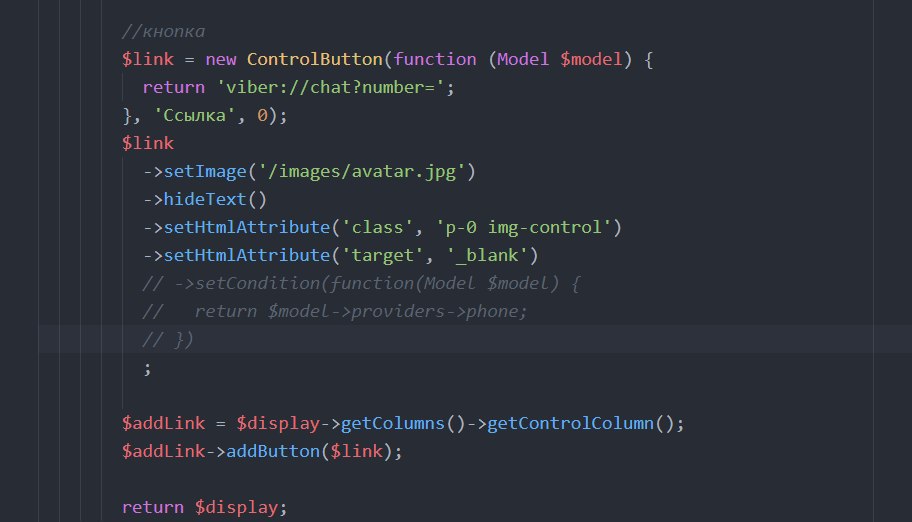 //кнопка
$link = new ControlButton(function (Model $model) {
return 'viber://chat?number=';
}, 'Ссылка', 0);
$link
->setImage('/images/avatar.jpg')
->hideText()
->setHtmlAttribute('class', 'p-0 img-control')
->setHtmlAttribute('target', '_blank')
// ->setCondition(function(Model $model) {
//   return $model->providers->phone;
// })
;
$addLink = $display->getColumns()->getControlColumn();
$addLink->addButton($link);
return $display;